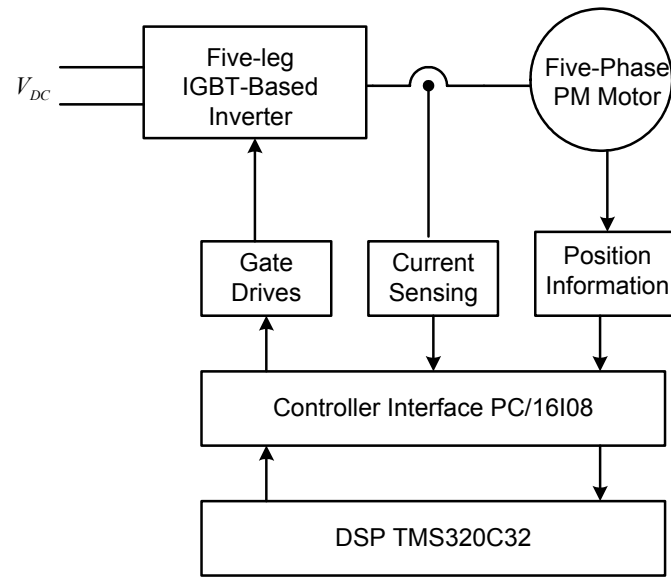 Five-leg
IGBT-Based
Inverter
Five-Phase
PM Motor
V_DC
Gate
Drives
Current
Sensing
Position
Information
Controller Interface PC/16I08
DSP TMS320C32